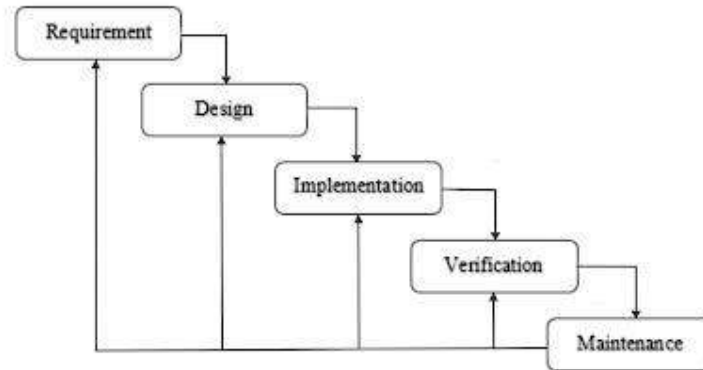 Requirement
Design
Implementation
Verification
Maintenance